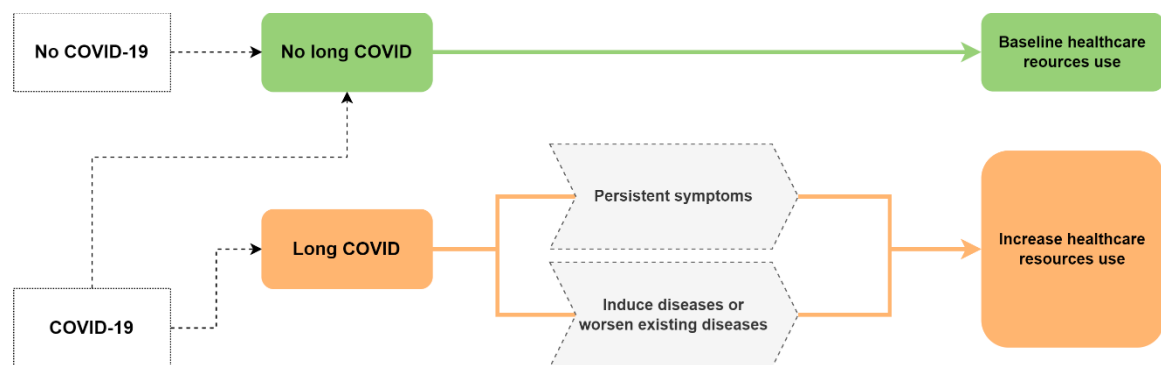 No COVID-19
No long COVID
Baseline healthcare
reources use
Persistent symptoms
Long COVID
Increase healthcare
resources use
Induce diseases or
worsen existing diseases
COVID-19